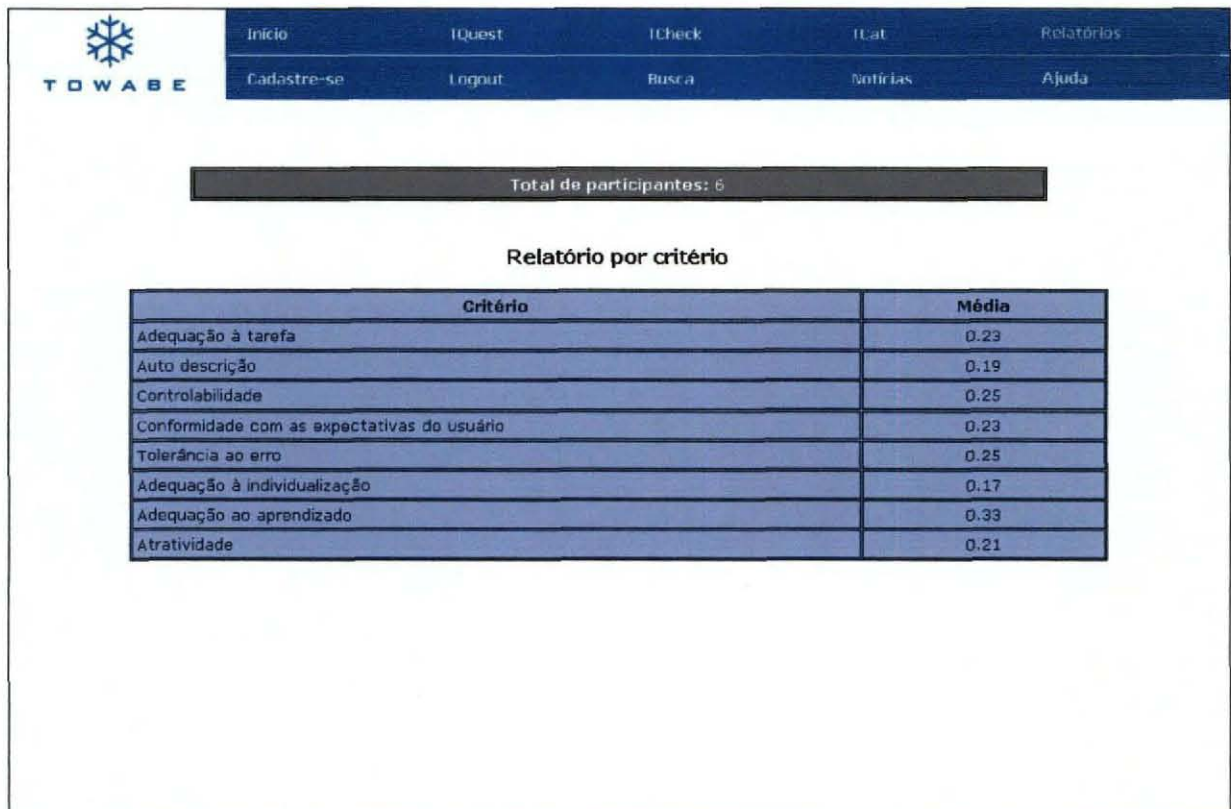 TOWABE
Início IQuest ICheck ICat Relatórios
Cadastre-se Logout Busca Notícias Ajuda
Total de participantes: 6
Relatório por critério
Critério Média
Adequação à tarefa 0.23
Auto descrição 0.19
Controlabilidade 0.25
Conformidade com as expectativas do usuário 0.23
Tolerância ao erro 0.25
Adequação à individualização 0.17
Adequação ao aprendizado 0.33
Atratividade 0.21